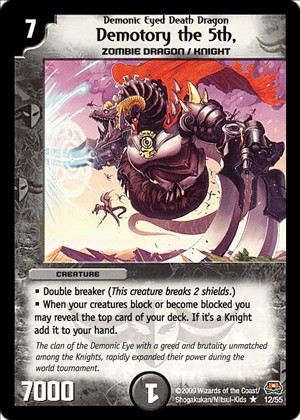 7
Demonic Eyed Death Dragon
Demotory the 5th,
ZOMBIE DRAGON / KNIGHT
CREATURE
▪ Double breaker (This creature breaks 2 shields.)
▪ When your creatures block or become blocked you
may reveal the top card of your deck. If it's a Knight
add it to your hand.
The clan of the Demonic Eye with a greed and brutality unmatched
among the Knights, rapidly expanded their power during the
world tournament.
7000
1
©2009 Wizards of the Coast/
Shogakukan/Mitsui-Kids ★ 12/55